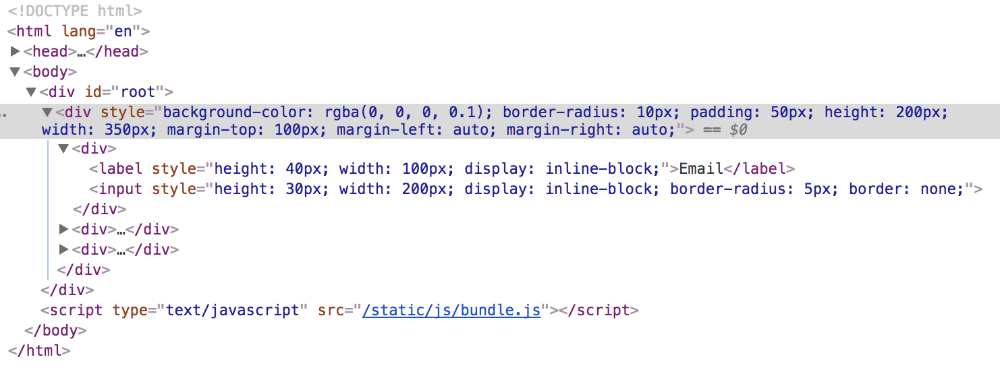 <!DOCTYPE html>
<html lang="en">
▶<head>…</head>
▼<body>
▼<div id="root">
… ▼<div style="background-color: rgba(0, 0, 0, 0.1); border-radius: 10px; padding: 50px; height: 200px;
width: 350px; margin-top: 100px; margin-left: auto; margin-right: auto;"> == $0
▼<div>
<label style="height: 40px; width: 100px; display: inline-block;">Email</label>
<input style="height: 30px; width: 200px; display: inline-block; border-radius: 5px; border: none;">
</div>
▶<div>…</div>
▶<div>…</div>
</div>
</div>
<script type="text/javascript" src="/static/js/bundle.js"></script>
</body>
</html>